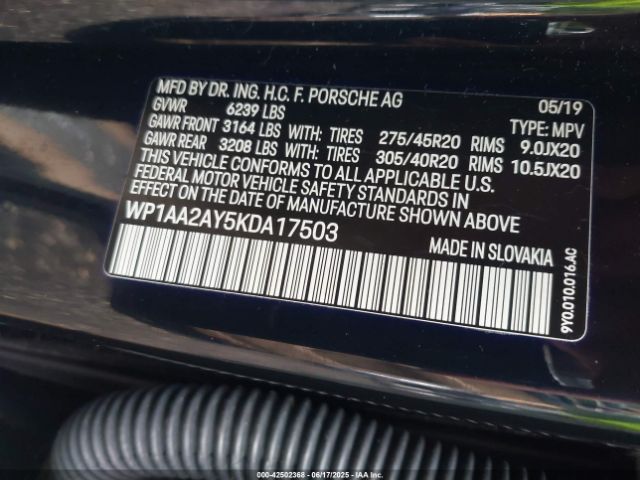 MFD BY DR. ING. H.C. F. PORSCHE AG 05/19
GVWR 6239 LBS TYPE: MPV
GAWR FRONT 3164 LBS WITH: TIRES 275/45R20 RIMS 9.0JX20
GAWR REAR 3208 LBS WITH: TIRES 305/40R20 RIMS 10.5JX20
THIS VEHICLE CONFORMS TO ALL APPLICABLE U.S.
FEDERAL MOTOR VEHICLE SAFETY STANDARDS IN
EFFECT ON THE DATE OF MANUFACTURE SHOWN ABOVE.
WP1AA2AY5KDA17503
MADE IN SLOVAKIA
9Y0.010.016.AC
000-42502368 - 06/17/2025 - IAAI.com